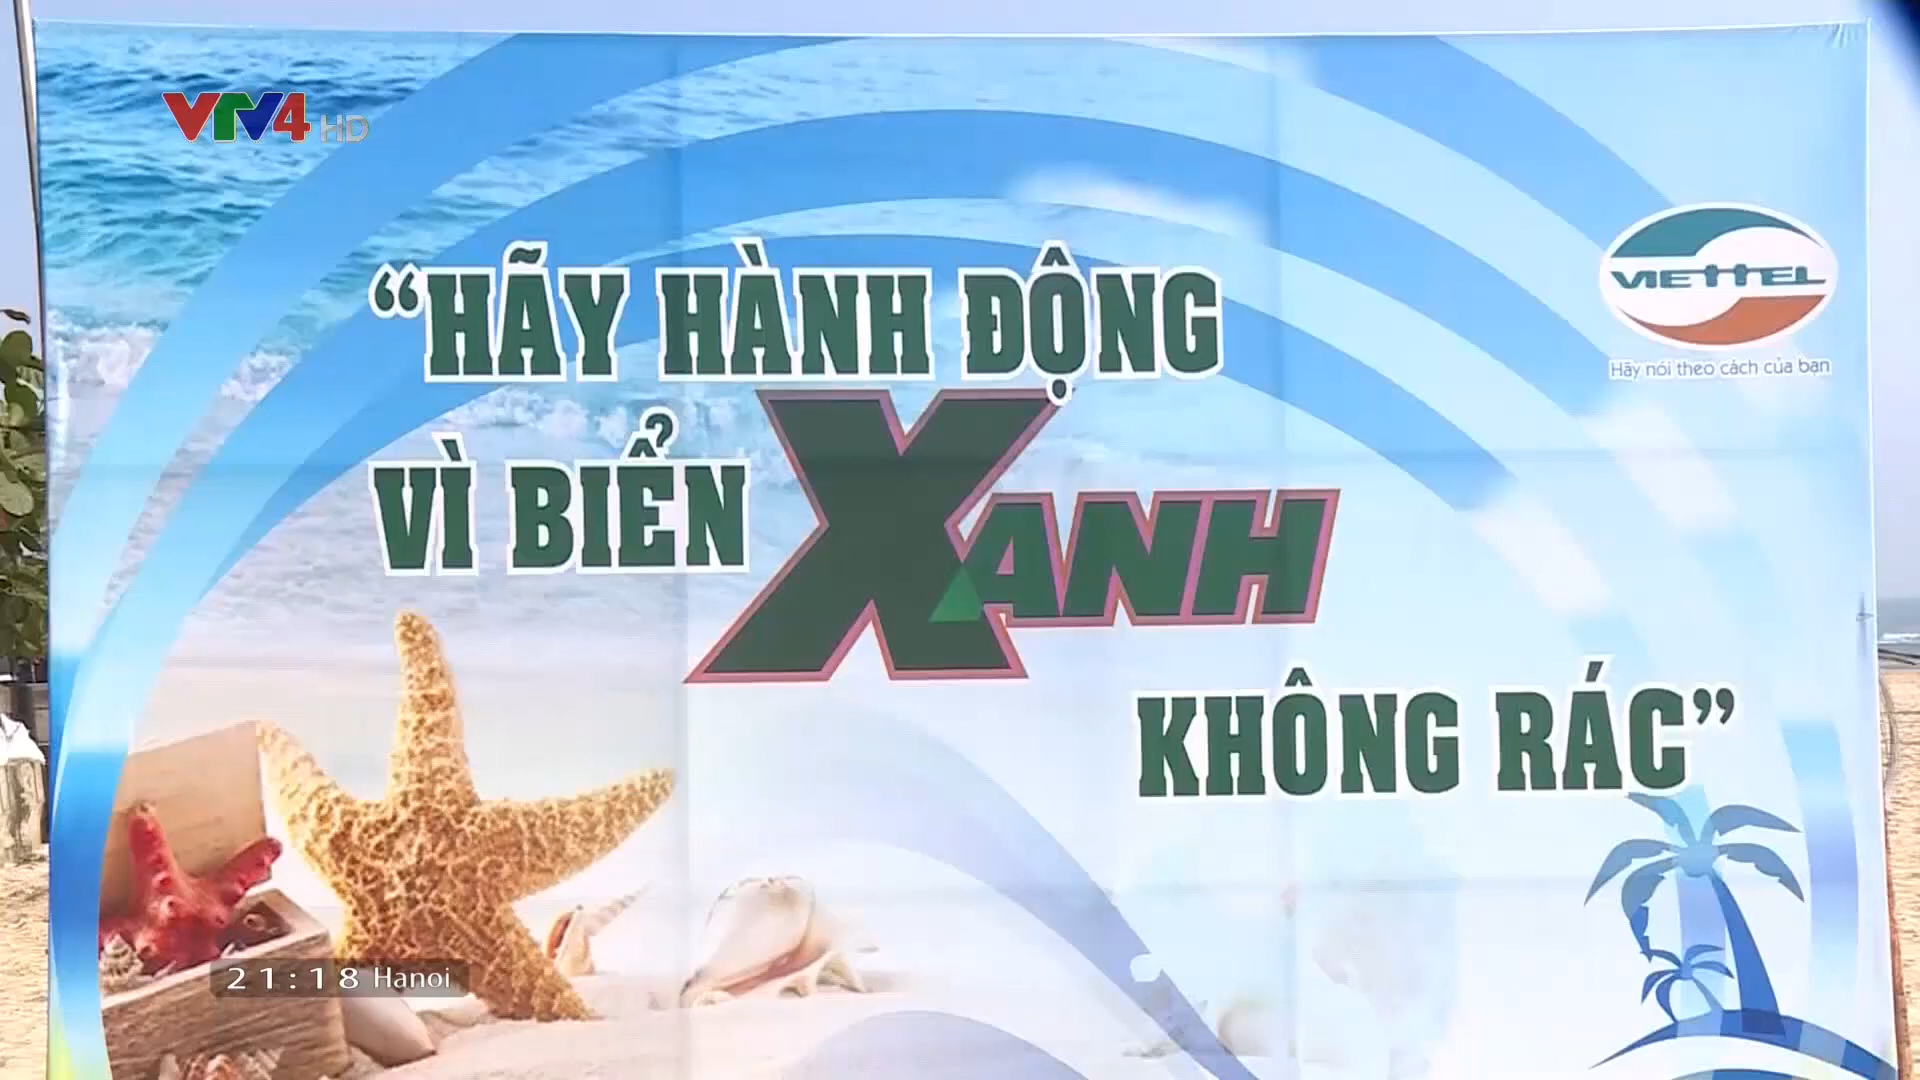 VTV4 HD
VIETTEL
Hãy nói theo cách của bạn
“HÃY HÀNH ĐỘNG
VÌ BIỂN XANH
KHÔNG RÁC”
21:18 Hanoi